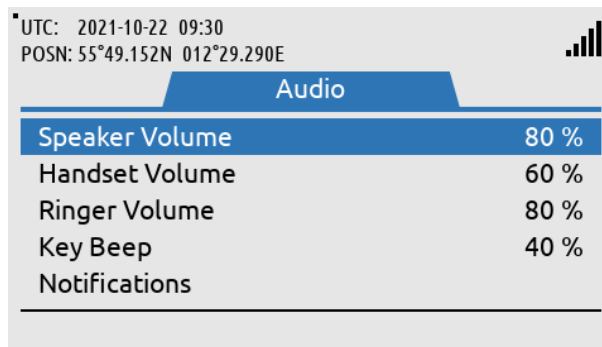 UTC: 2021-10-22 09:30
POSN: 55°49.152N 012°29.290E
Audio
Speaker Volume 80 %
Handset Volume 60 %
Ringer Volume 80 %
Key Beep 40 %
Notifications